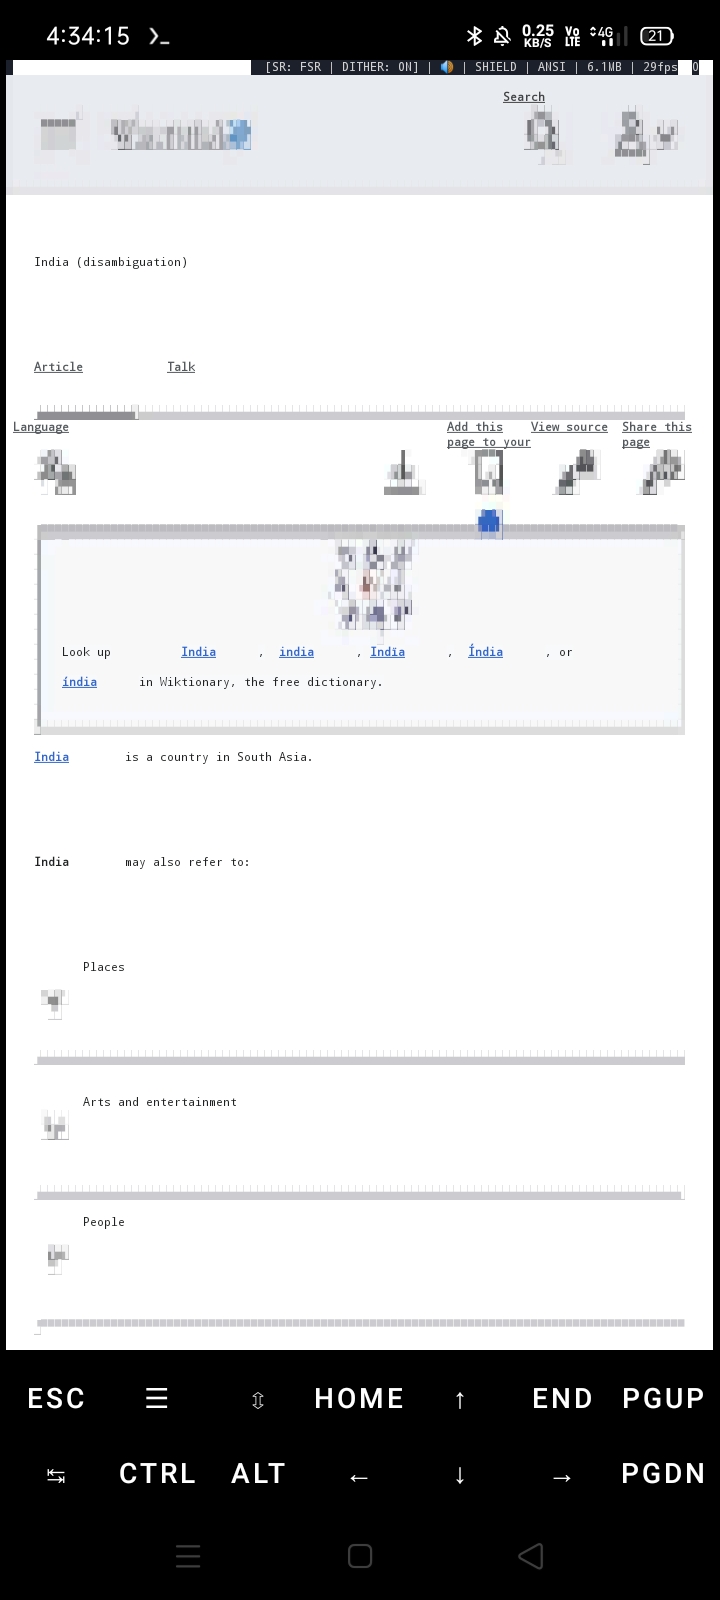 4:34:15
0.25 KB/S Vo LTE 4G 21
[SR: FSR | DITHER: ON] | 🔊 | SHIELD | ANSI | 6.1MB | 29fps 0
Search
India (disambiguation)
Article Talk
Language Add this page to your View source Share this page
Look up India , india , Indïa , Índia , or
índia in Wiktionary, the free dictionary.
India is a country in South Asia.
India may also refer to:
Places
Arts and entertainment
People
ESC ☰ ⇳ HOME ↑ END PGUP
↹ CTRL ALT ← ↓ → PGDN